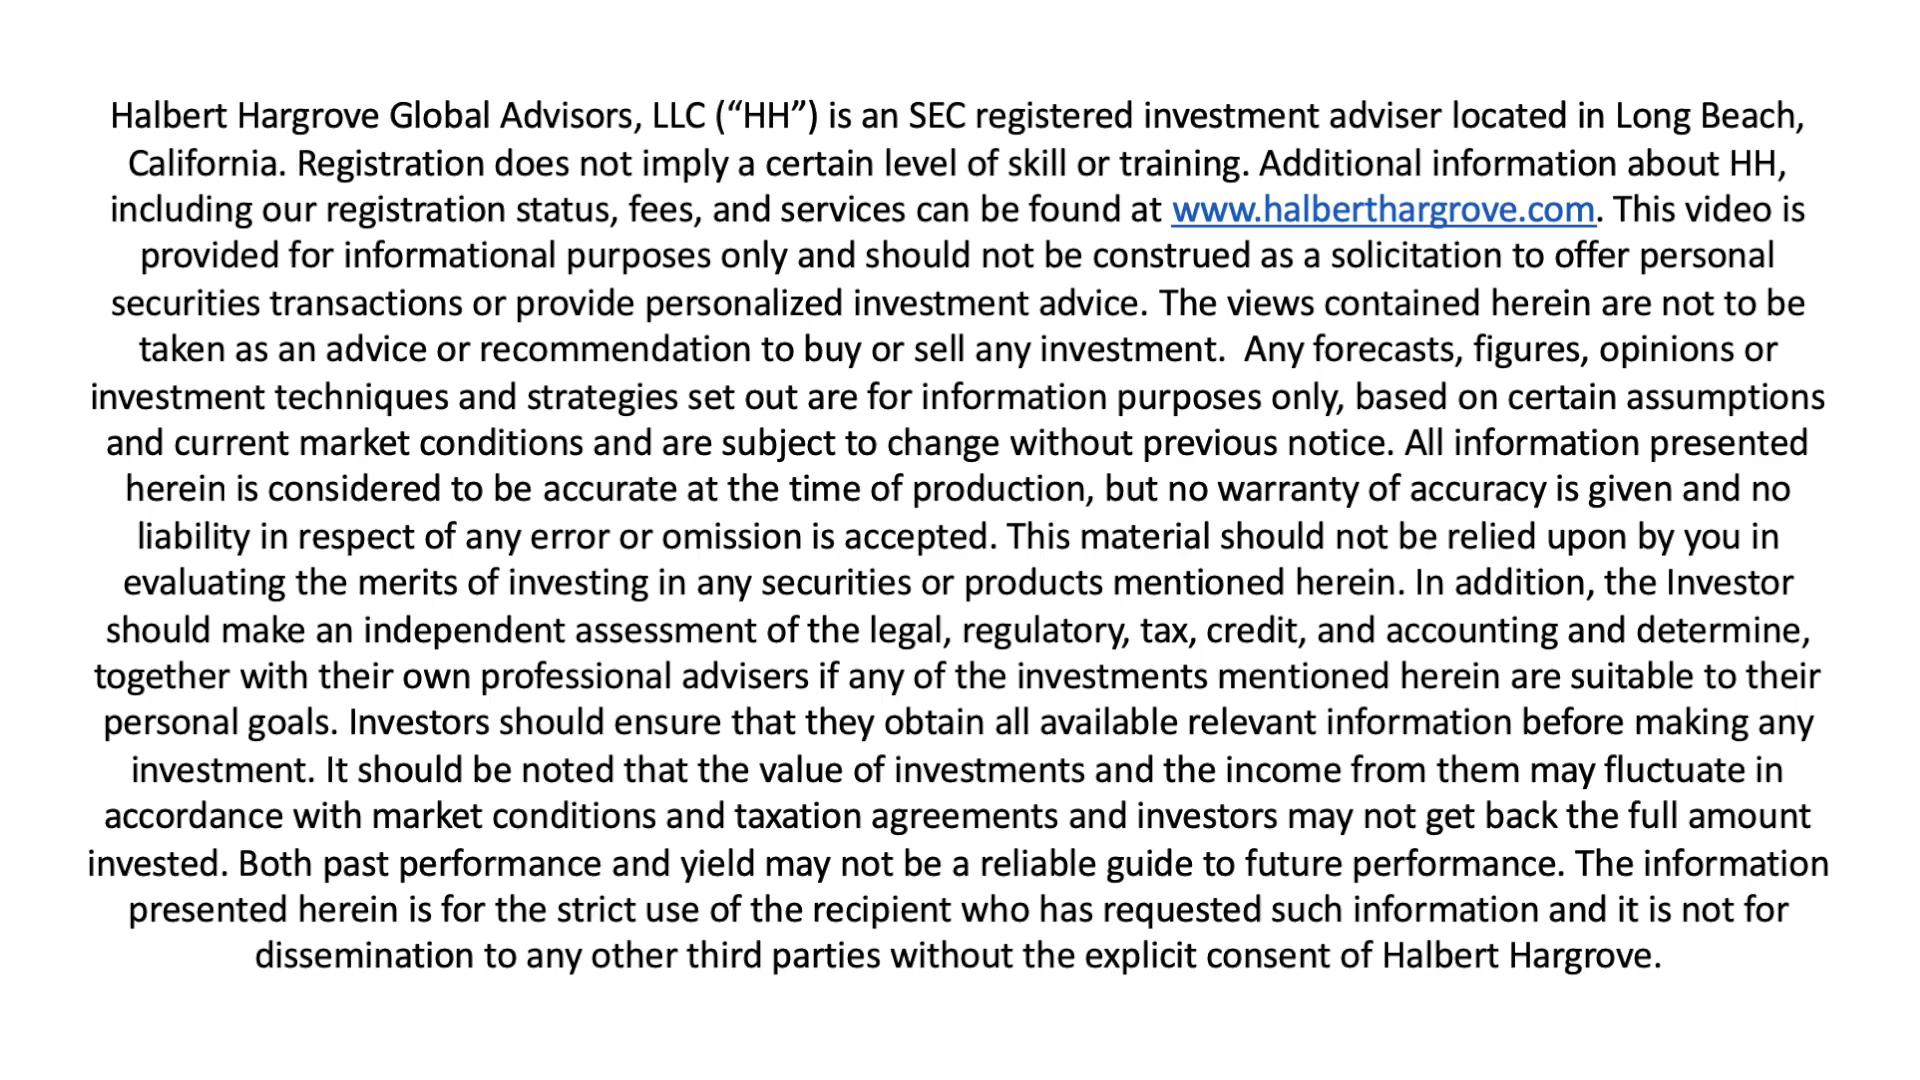 Halbert Hargrove Global Advisors, LLC (“HH”) is an SEC registered investment adviser located in Long Beach,
California. Registration does not imply a certain level of skill or training. Additional information about HH,
including our registration status, fees, and services can be found at www.halberthargrove.com. This video is
provided for informational purposes only and should not be construed as a solicitation to offer personal
securities transactions or provide personalized investment advice. The views contained herein are not to be
taken as an advice or recommendation to buy or sell any investment.  Any forecasts, figures, opinions or
investment techniques and strategies set out are for information purposes only, based on certain assumptions
and current market conditions and are subject to change without previous notice. All information presented
herein is considered to be accurate at the time of production, but no warranty of accuracy is given and no
liability in respect of any error or omission is accepted. This material should not be relied upon by you in
evaluating the merits of investing in any securities or products mentioned herein. In addition, the Investor
should make an independent assessment of the legal, regulatory, tax, credit, and accounting and determine,
together with their own professional advisers if any of the investments mentioned herein are suitable to their
personal goals. Investors should ensure that they obtain all available relevant information before making any
investment. It should be noted that the value of investments and the income from them may fluctuate in
accordance with market conditions and taxation agreements and investors may not get back the full amount
invested. Both past performance and yield may not be a reliable guide to future performance. The information
presented herein is for the strict use of the recipient who has requested such information and it is not for
dissemination to any other third parties without the explicit consent of Halbert Hargrove.